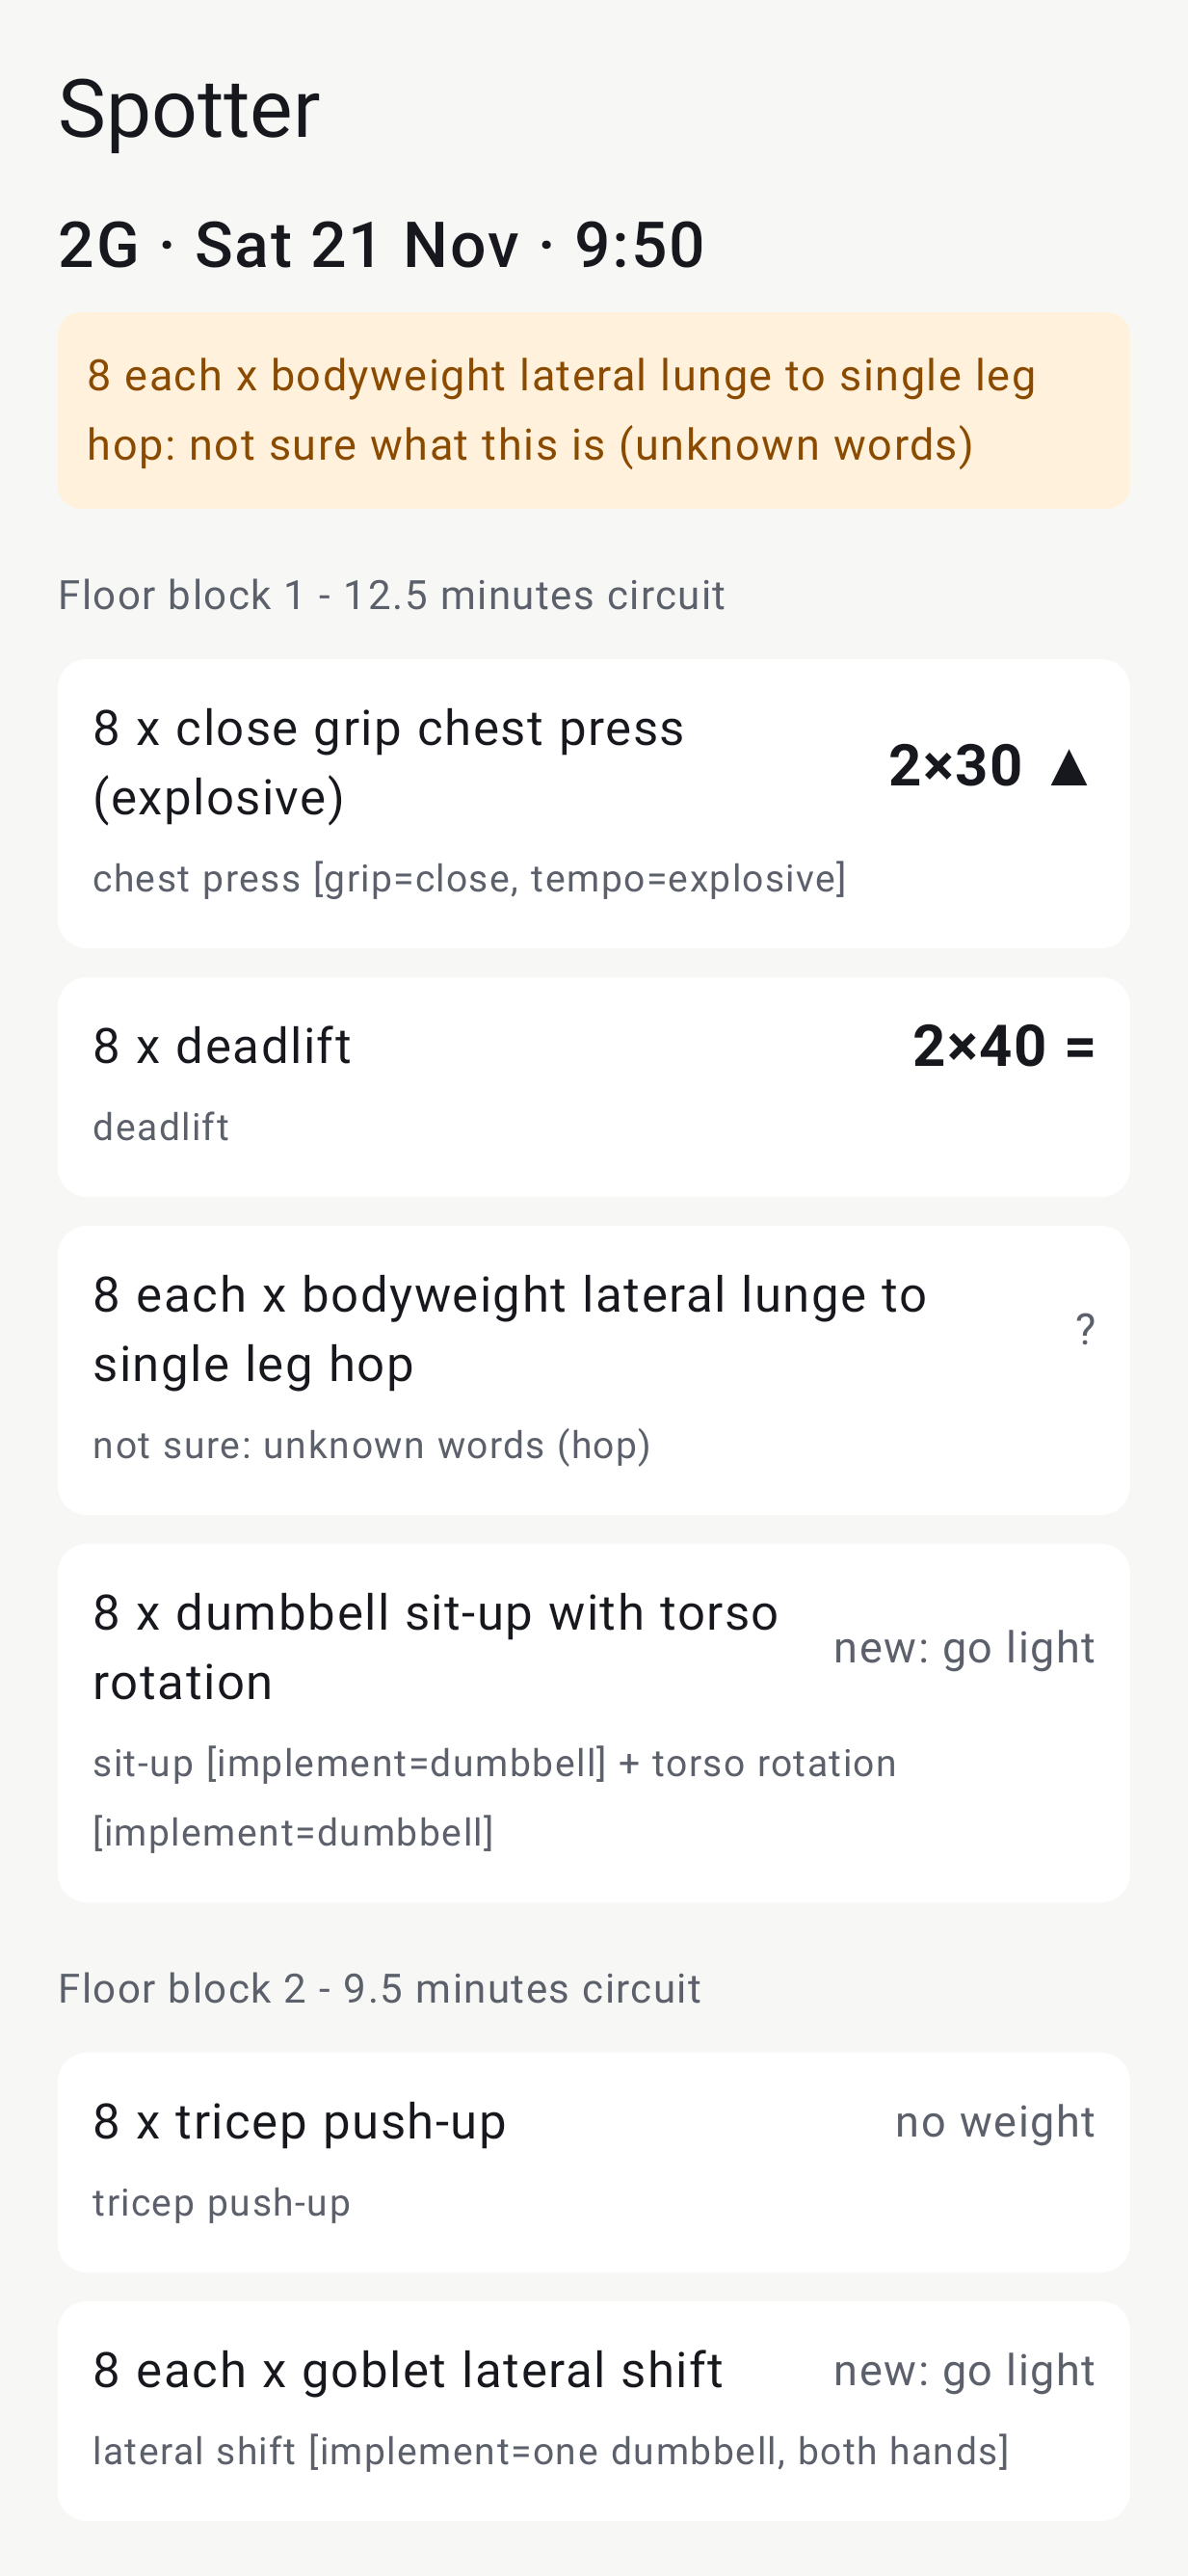 Spotter
2G · Sat 21 Nov · 9:50
8 each x bodyweight lateral lunge to single leg
hop: not sure what this is (unknown words)
Floor block 1 - 12.5 minutes circuit
8 x close grip chest press
(explosive)
2×30 ▲
chest press [grip=close, tempo=explosive]
8 x deadlift
2×40 =
deadlift
8 each x bodyweight lateral lunge to
single leg hop
?
not sure: unknown words (hop)
8 x dumbbell sit-up with torso
rotation
new: go light
sit-up [implement=dumbbell] + torso rotation
[implement=dumbbell]
Floor block 2 - 9.5 minutes circuit
8 x tricep push-up
no weight
tricep push-up
8 each x goblet lateral shift
new: go light
lateral shift [implement=one dumbbell, both hands]